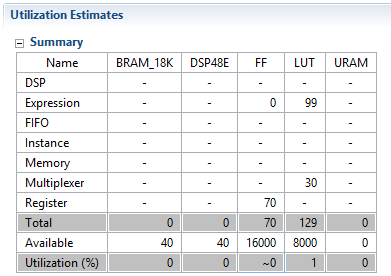 Utilization Estimates
Summary
Name BRAM_18K DSP48E FF LUT URAM
DSP - - - - -
Expression - - 0 99 -
FIFO - - - - -
Instance - - - - -
Memory - - - - -
Multiplexer - - - 30 -
Register - - 70 - -
Total 0 0 70 129 0
Available 40 40 16000 8000 0
Utilization (%) 0 0 ~0 1 0